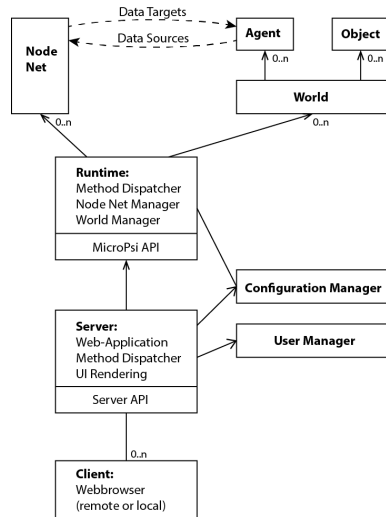 Data Targets
Data Sources
Node
Net
Agent
Object
0..n
0..n
World
0..n
0..n
Runtime:
Method Dispatcher
Node Net Manager
World Manager
MicroPsi API
Configuration Manager
Server:
Web-Application
Method Dispatcher
UI Rendering
User Manager
Server API
0..n
Client:
Webbrowser
(remote or local)